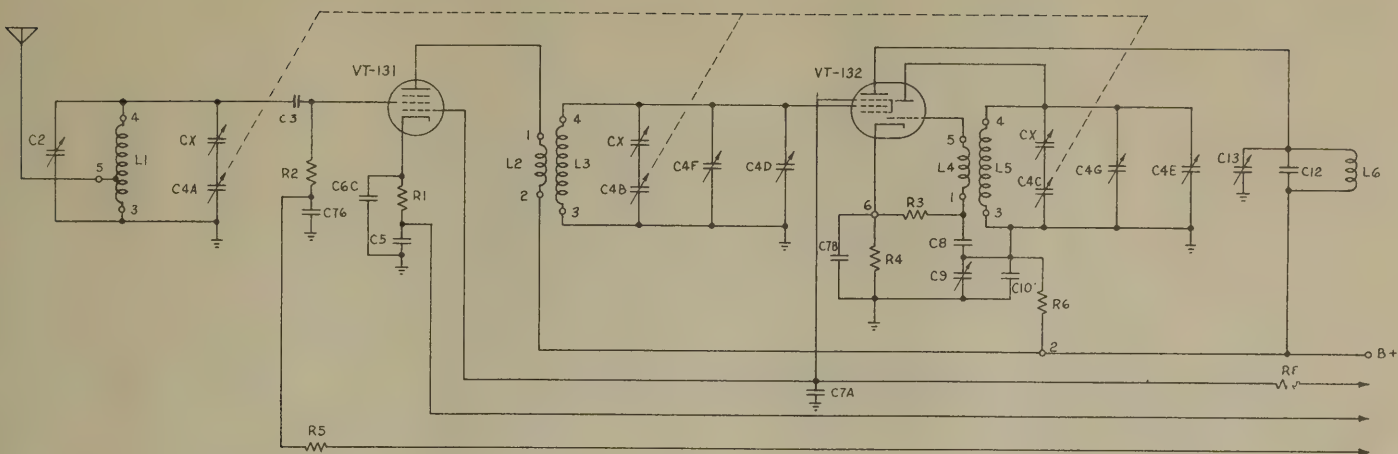 VT-131
VT-132
4
C2
5
L1
3
CX
C4A
C3
R2
C76
C6C
R1
C5
1
L2
2
4
L3
3
CX
C4B
C4F
C4D
6
R3
C7B
R4
5
L4
1
4
L5
3
CX
C4C
C4G
C4E
C8
C9
C10
R6
2
C13
C12
L6
B+
RF
C7A
R5